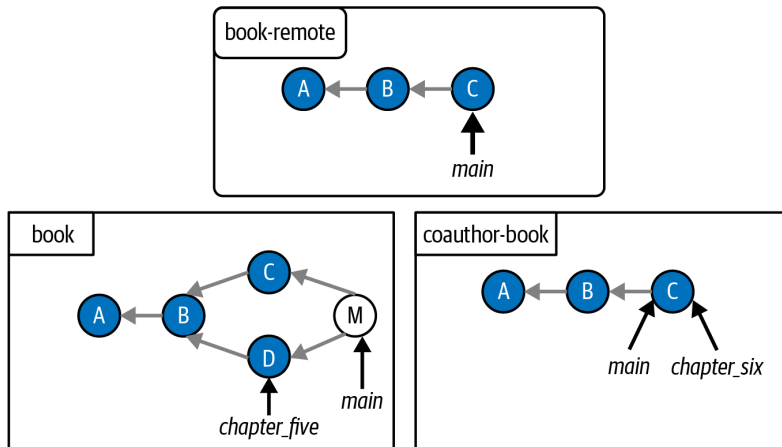 book-remote
A
B
C
main
book
C
A
B
M
D
main
chapter_five
coauthor-book
A
B
C
main
chapter_six